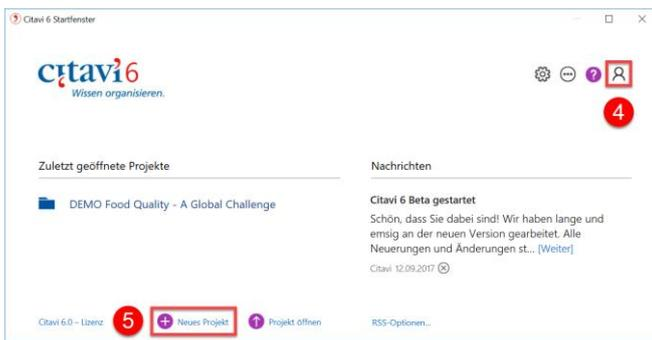 Citavi 6 Startfenster
citavi6
Wissen organisieren.
?
4
Zuletzt geöffnete Projekte
DEMO Food Quality - A Global Challenge
Nachrichten
Citavi 6 Beta gestartet
Schön, dass Sie dabei sind! Wir haben lange und
emsig an der neuen Version gearbeitet. Alle
Neuerungen und Änderungen st... [Weiter]
Citavi 12.09.2017
Citavi 6.0 – Lizenz
5
Neues Projekt
Projekt öffnen
RSS-Optionen...